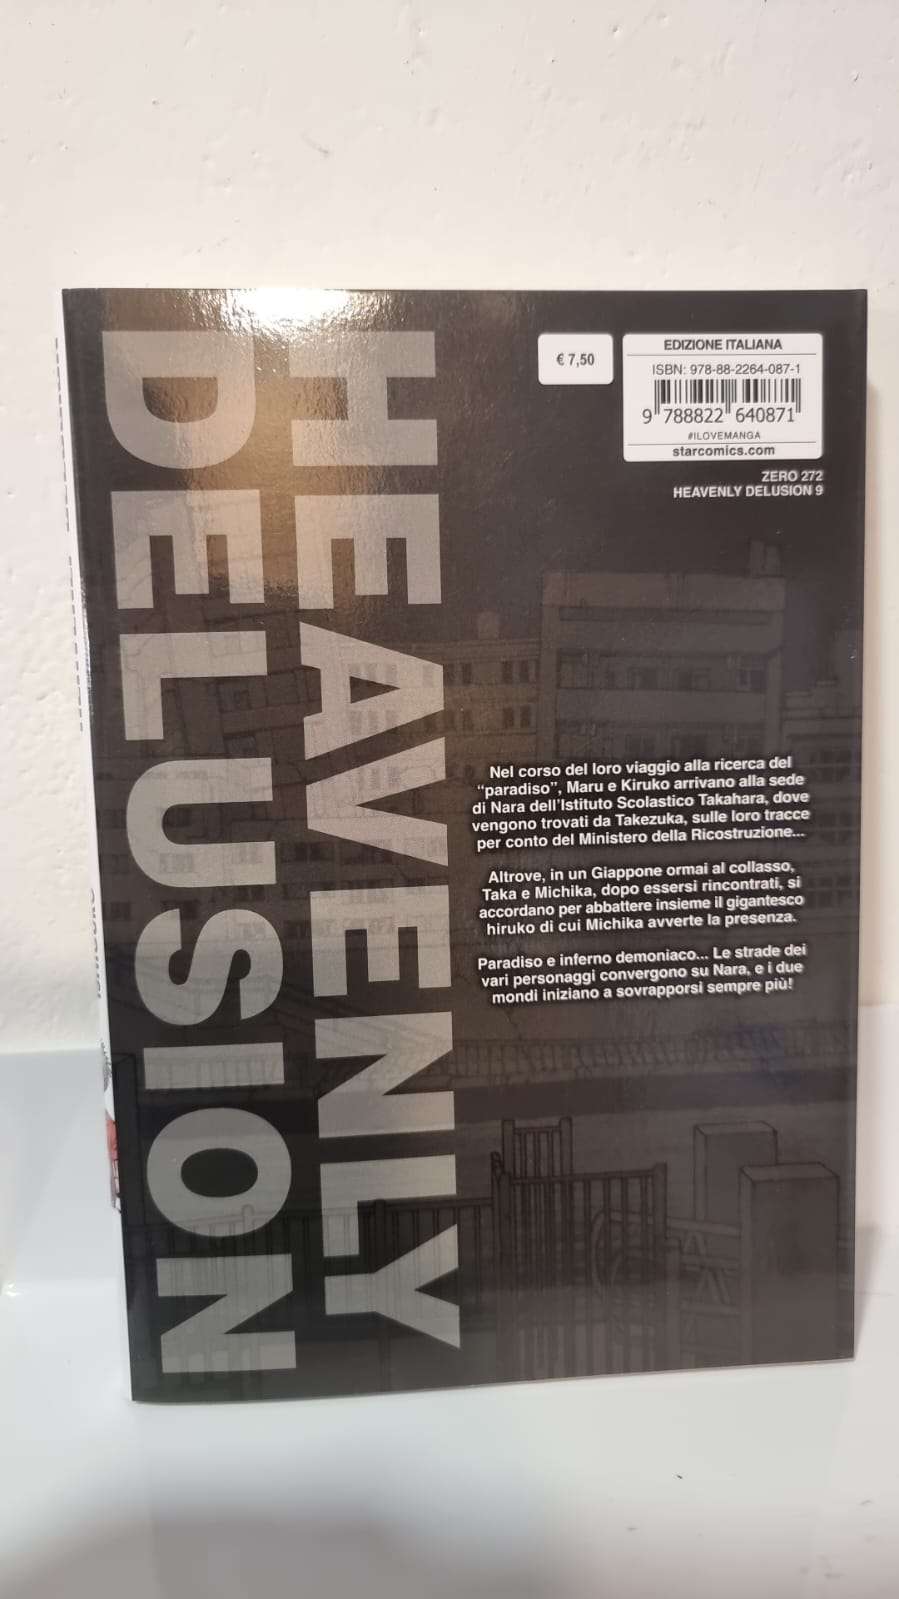 HEAVENLY
DELUSION
€ 7,50
EDIZIONE ITALIANA
ISBN: 978-88-2264-087-1
9 788822 640871
#ILOVEMANGA
starcomics.com
ZERO 272
HEAVENLY DELUSION 9
Nel corso del loro viaggio alla ricerca del
“paradiso”, Maru e Kiruko arrivano alla sede
di Nara dell’Istituto Scolastico Takahara, dove
vengono trovati da Takezuka, sulle loro tracce
per conto del Ministero della Ricostruzione...
Altrove, in un Giappone ormai al collasso,
Taka e Michika, dopo essersi rincontrati, si
accordano per abbattere insieme il gigantesco
hiruko di cui Michika avverte la presenza.
Paradiso e inferno demoniaco... Le strade dei
vari personaggi convergono su Nara, e i due
mondi iniziano a sovrapporsi sempre più!